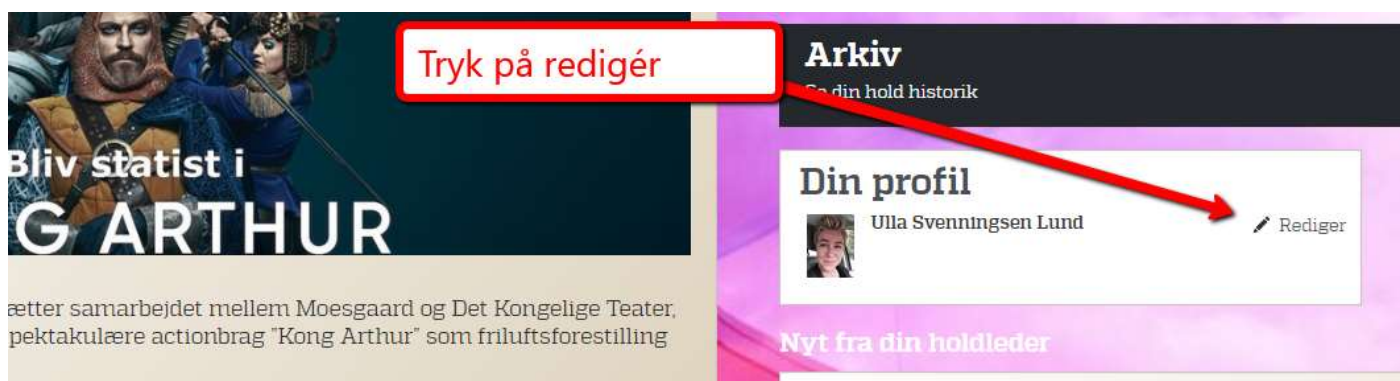 Bliv statist i
G ARTHUR
ætter samarbejdet mellem Moesgaard og Det Kongelige Teater,
pektakulære actionbrag "Kong Arthur" som friluftsforestilling
Tryk på redigér
Arkiv
Se din hold historik
Din profil
Ulla Svenningsen Lund
Rediger
Nyt fra din holdleder